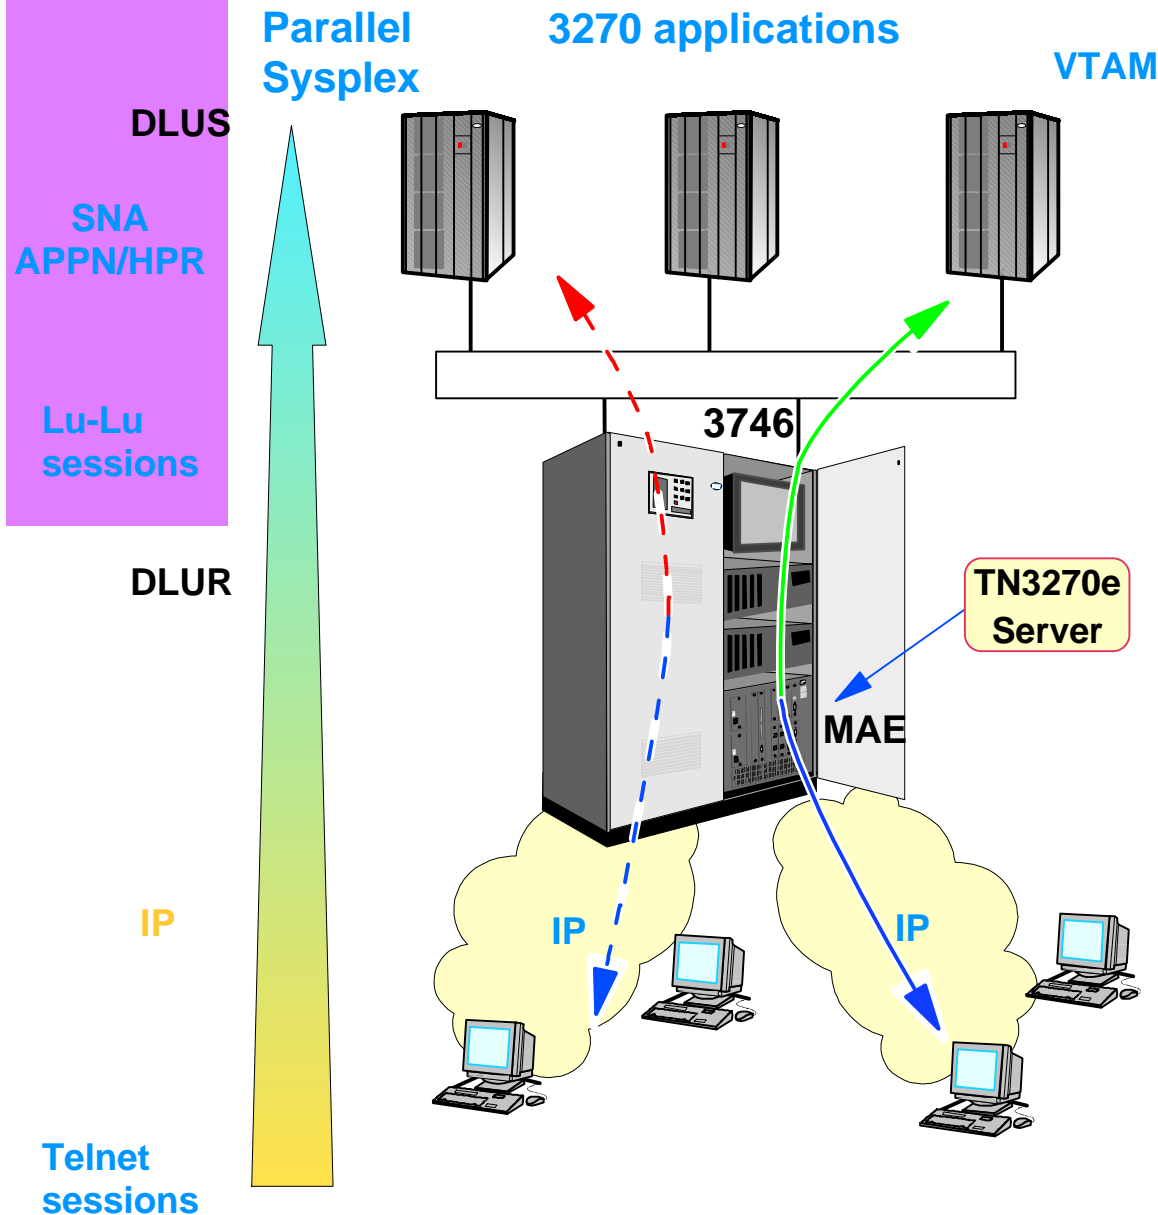 Parallel
Sysplex
3270 applications
VTAM
DLUS
SNA
APPN/HPR
Lu-Lu
sessions
3746
DLUR
TN3270e
Server
MAE
IP
IP
IP
Telnet
sessions